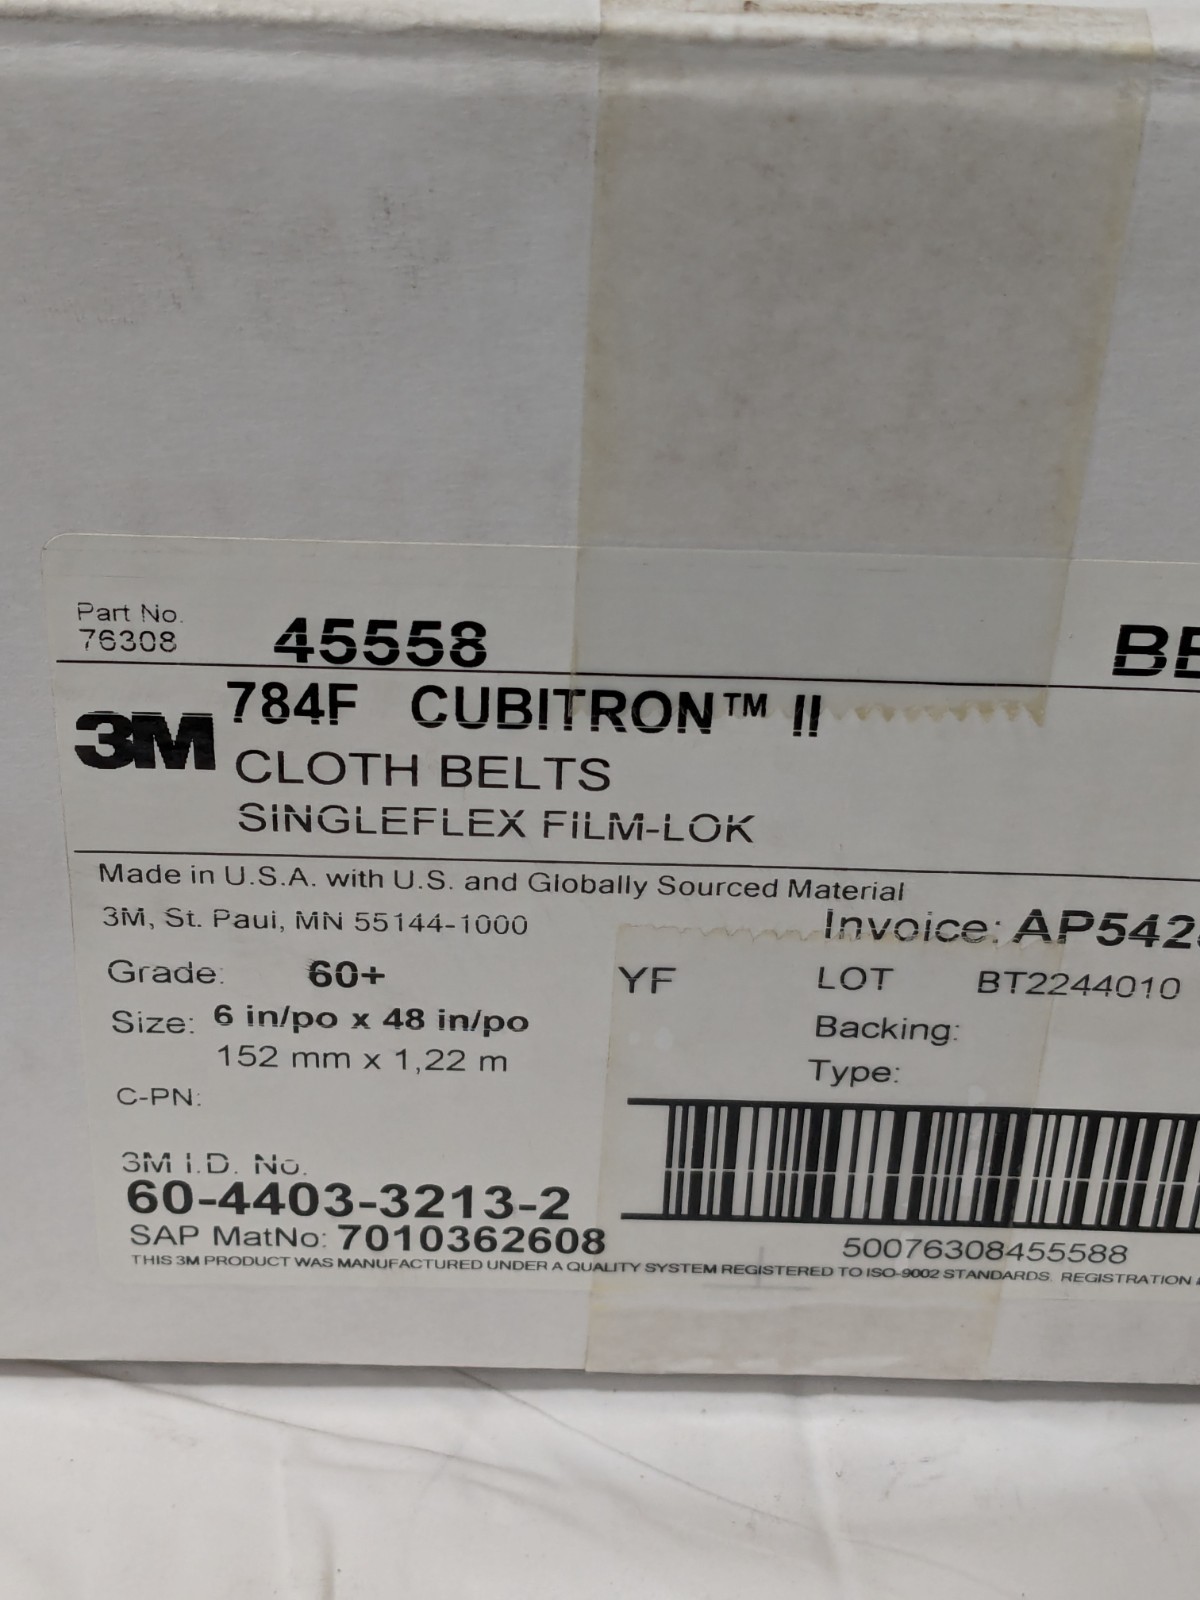 Part No.
76308
45558
3M
784F CUBITRON™ II
CLOTH BELTS
SINGLEFLEX FILM-LOK
Made in U.S.A. with U.S. and Globally Sourced Material
3M, St. Paul, MN 55144-1000
Invoice:
Grade: 60+
YF LOT BT2244010
Size: 6 in/po x 48 in/po
Backing:
152 mm x 1,22 m
Type:
C-PN:
3M I.D. No.
60-4403-3213-2
SAP MatNo: 7010362608
50076308455588
THIS 3M PRODUCT WAS MANUFACTURED UNDER A QUALITY SYSTEM REGISTERED TO ISO-9002 STANDARDS. REGISTRATION